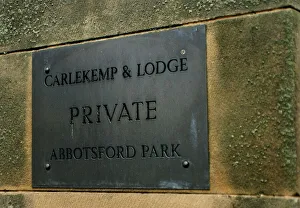 CARLEKEMP & LODGE
PRIVATE
ABBOTSFORD PARK